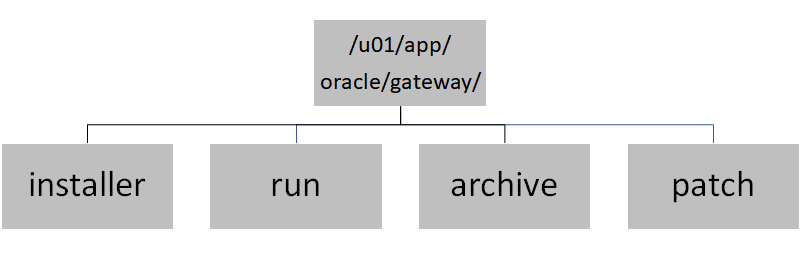 /u01/app/
oracle/gateway/
installer
run
archive
patch